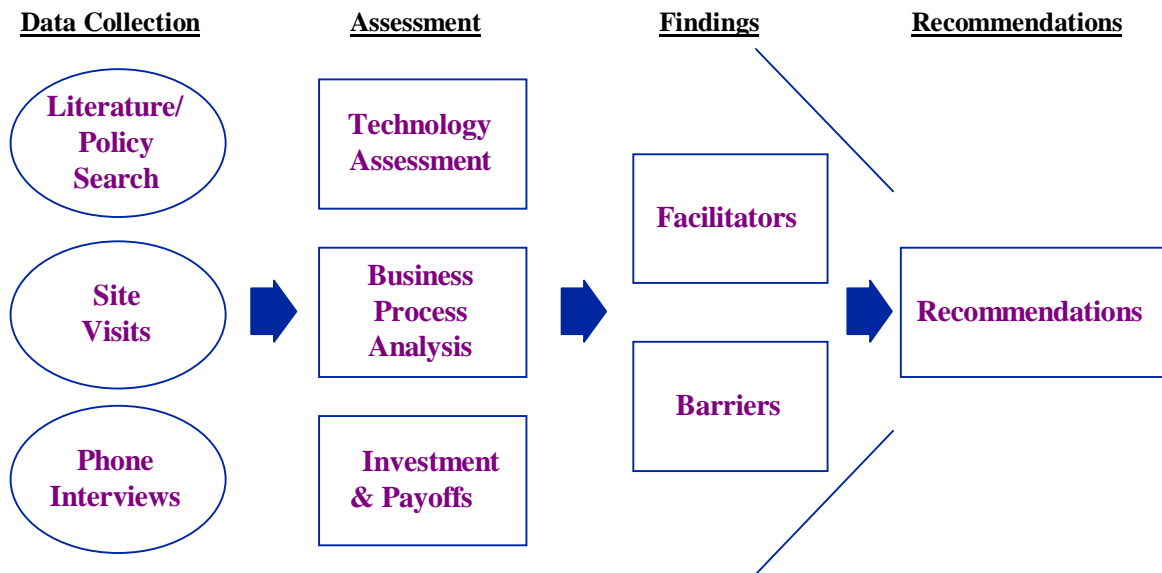 Data Collection
Assessment
Findings
Recommendations
Literature/
Policy
Search
Technology
Assessment
Facilitators
Site
Visits
Business
Process
Analysis
Recommendations
Barriers
Phone
Interviews
Investment
& Payoffs